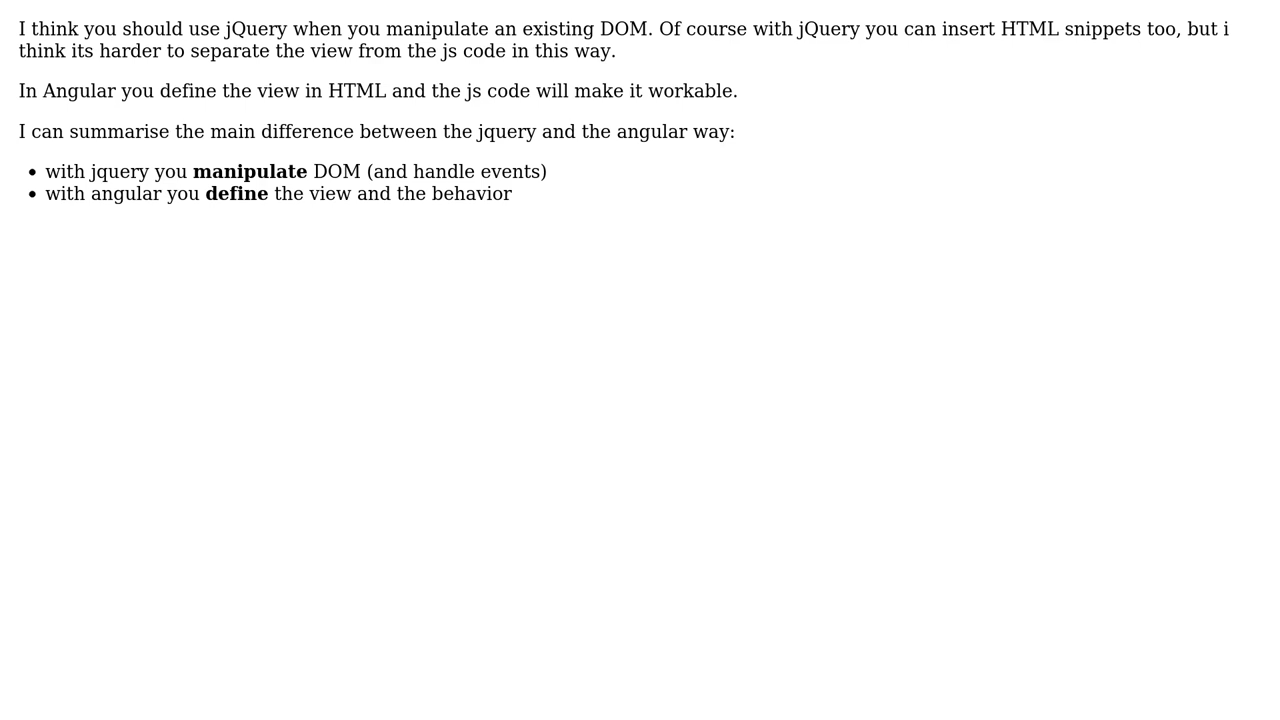 I think you should use jQuery when you manipulate an existing DOM. Of course with jQuery you can insert HTML snippets too, but i
think its harder to separate the view from the js code in this way.
In Angular you define the view in HTML and the js code will make it workable.
I can summarise the main difference between the jquery and the angular way:
• with jquery you manipulate DOM (and handle events)
• with angular you define the view and the behavior